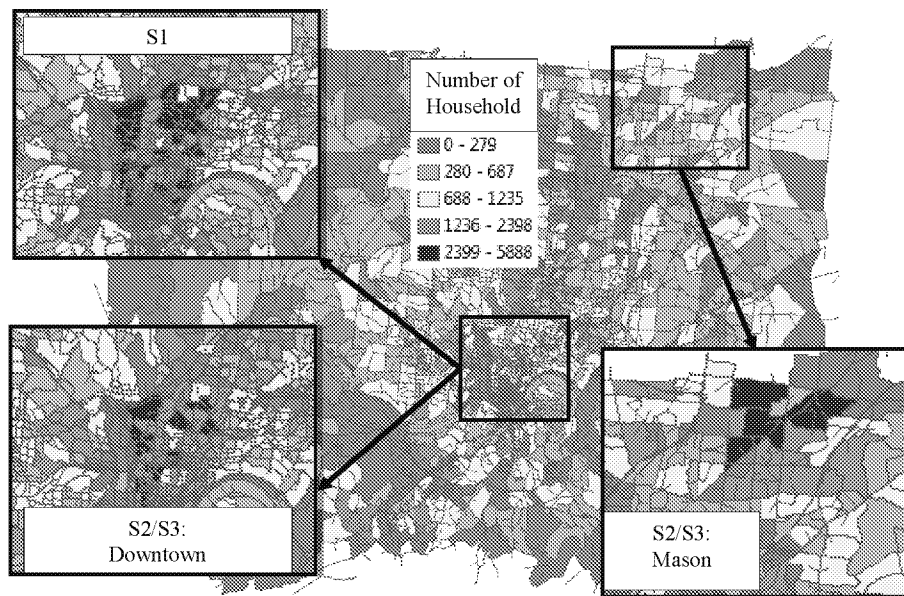 S1
Number of
Household
0 - 279
280 - 687
688 - 1235
1236 - 2398
2399 - 5888
S2/S3:
Downtown
S2/S3:
Mason